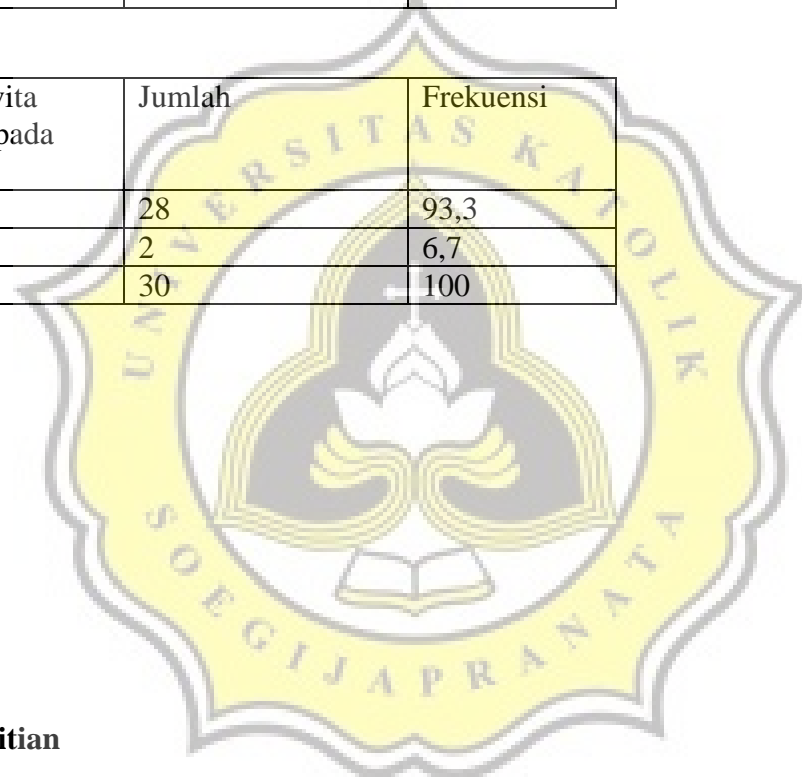 vita Jumlah Frekuensi
pada
28 93,3
2 6,7
30 100
UNIVERSITAS KATOLIK
SOEGIJAPRANATA
itian